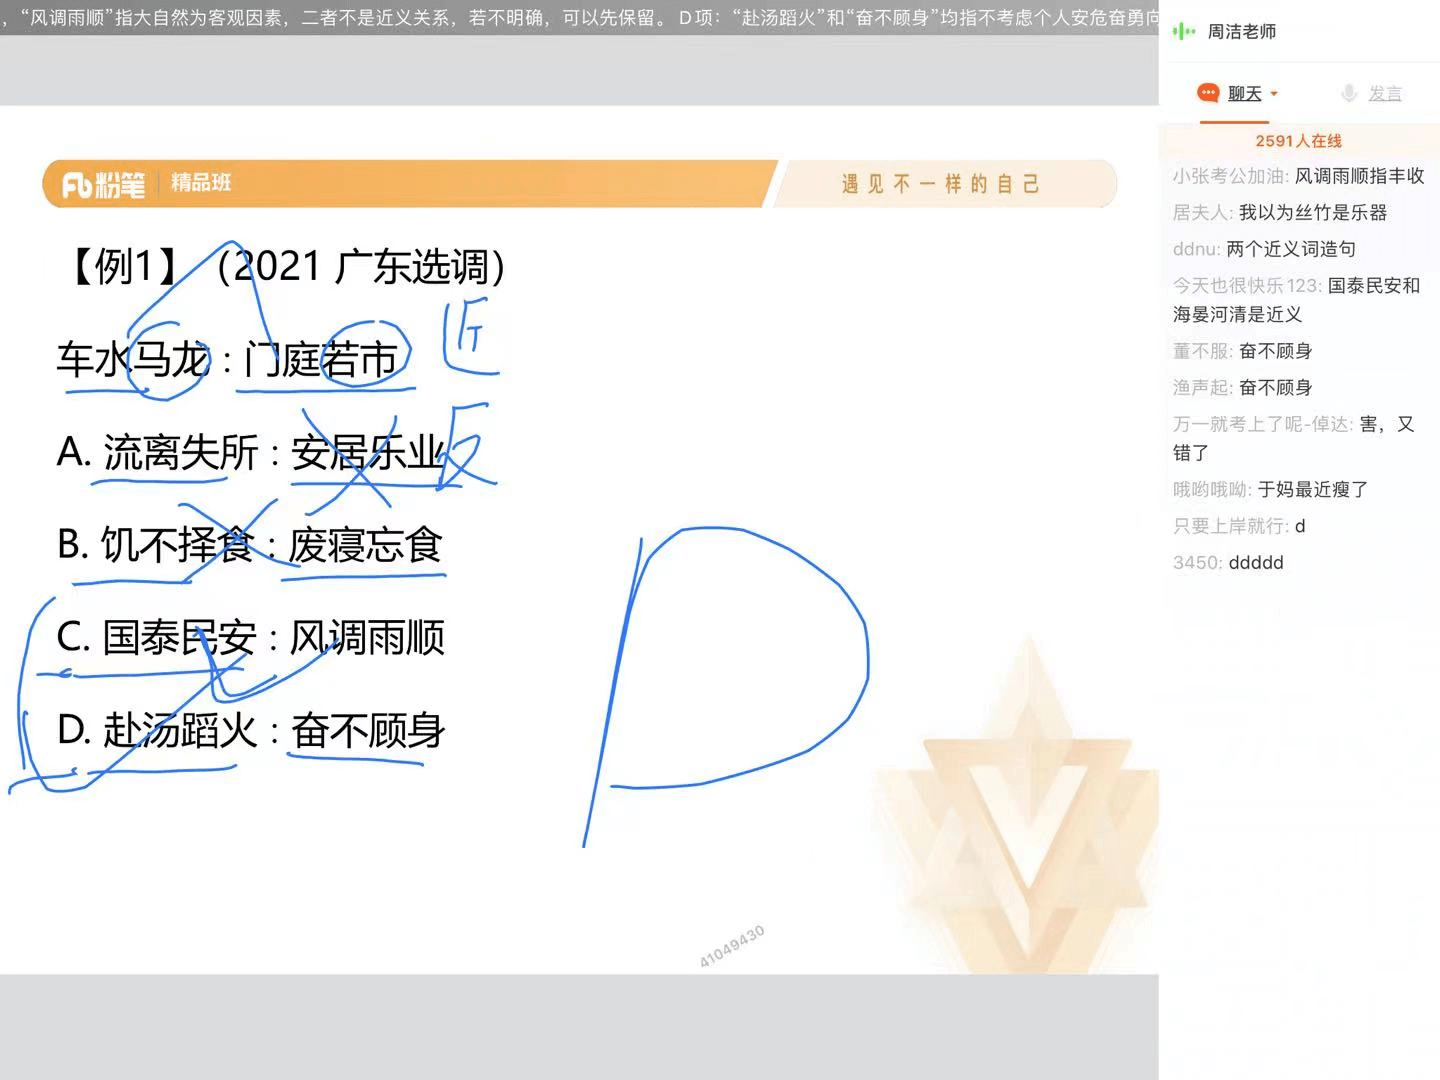 ，“风调雨顺”指大自然为客观因素，二者不是近义关系，若不明确，可以先保留。D项：“赴汤蹈火”和“奋不顾身”均指不考虑个人安危奋勇向
周洁老师
聊天 发言
2591人在线
小张考公加油: 风调雨顺指丰收
居夫人: 我以为丝竹是乐器
ddnu: 两个近义词造句
今天也很快乐123: 国泰民安和
海晏河清是近义
董不服: 奋不顾身
渔声起: 奋不顾身
万一就考上了呢-倬达: 害，又
错了
哦哟哦呦: 于妈最近瘦了
只要上岸就行: d
3450: ddddd
粉笔 精品班
遇见不一样的自己
【例1】（2021 广东选调）
车水马龙：门庭若市 近
A. 流离失所：安居乐业 反
B. 饥不择食：废寝忘食
C. 国泰民安：风调雨顺
D. 赴汤蹈火：奋不顾身
D
41049430